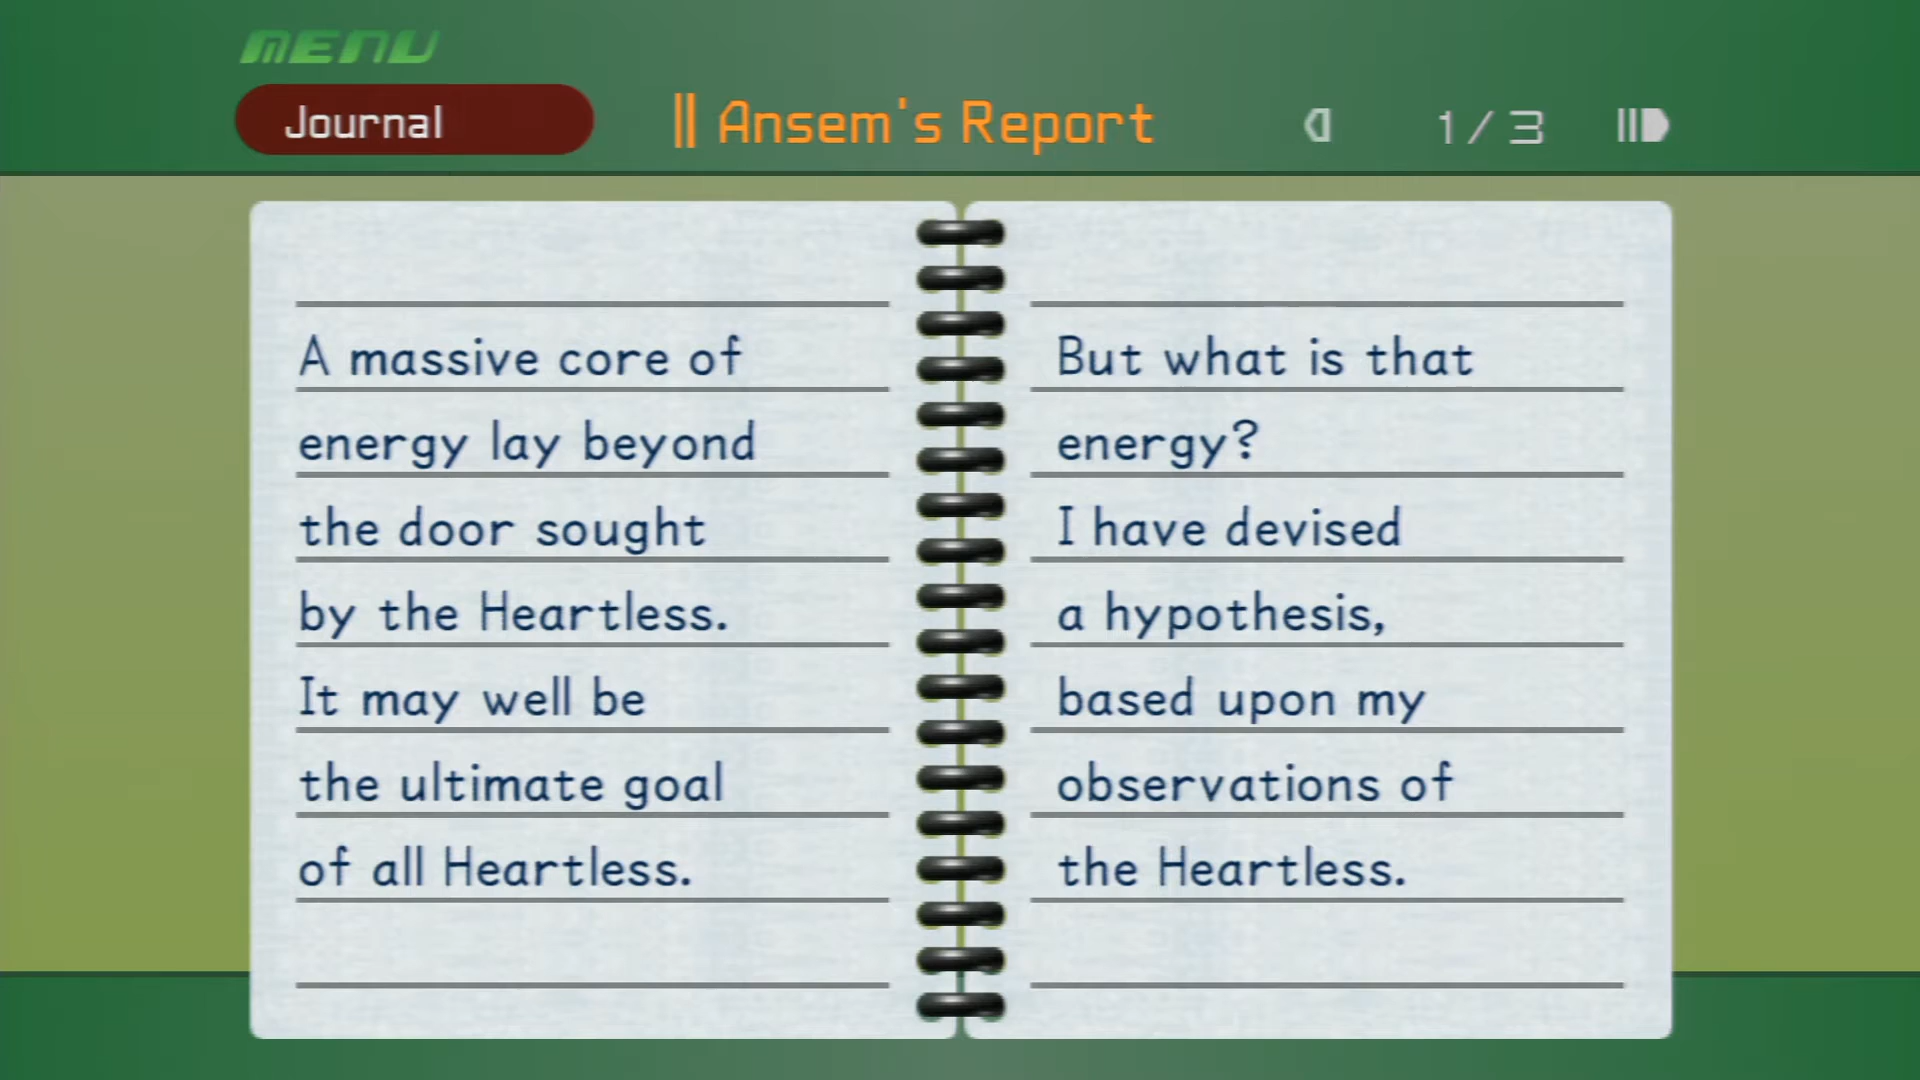 MENU
Journal
Ansem's Report
1/3
A massive core of
energy lay beyond
the door sought
by the Heartless.
It may well be
the ultimate goal
of all Heartless.
But what is that
energy?
I have devised
a hypothesis,
based upon my
observations of
the Heartless.